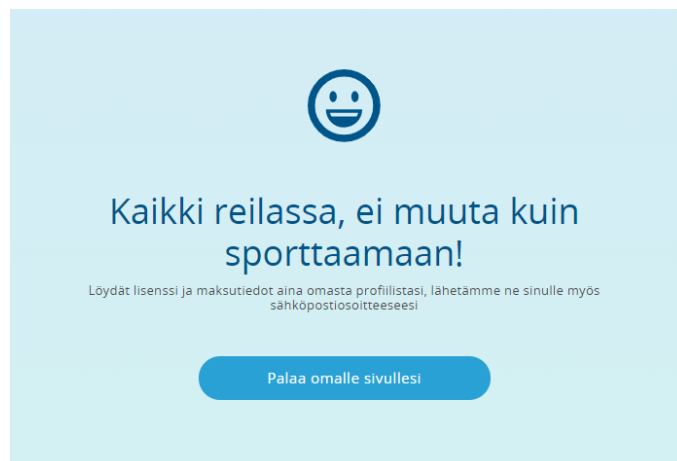 Kaikki reilassa, ei muuta kuin
sporttaamaan!
Löydät lisenssi ja maksutiedot aina omasta profiilistasi, lähetämme ne sinulle myös
sähköpostiosoitteeseesi
Palaa omalle sivullesi